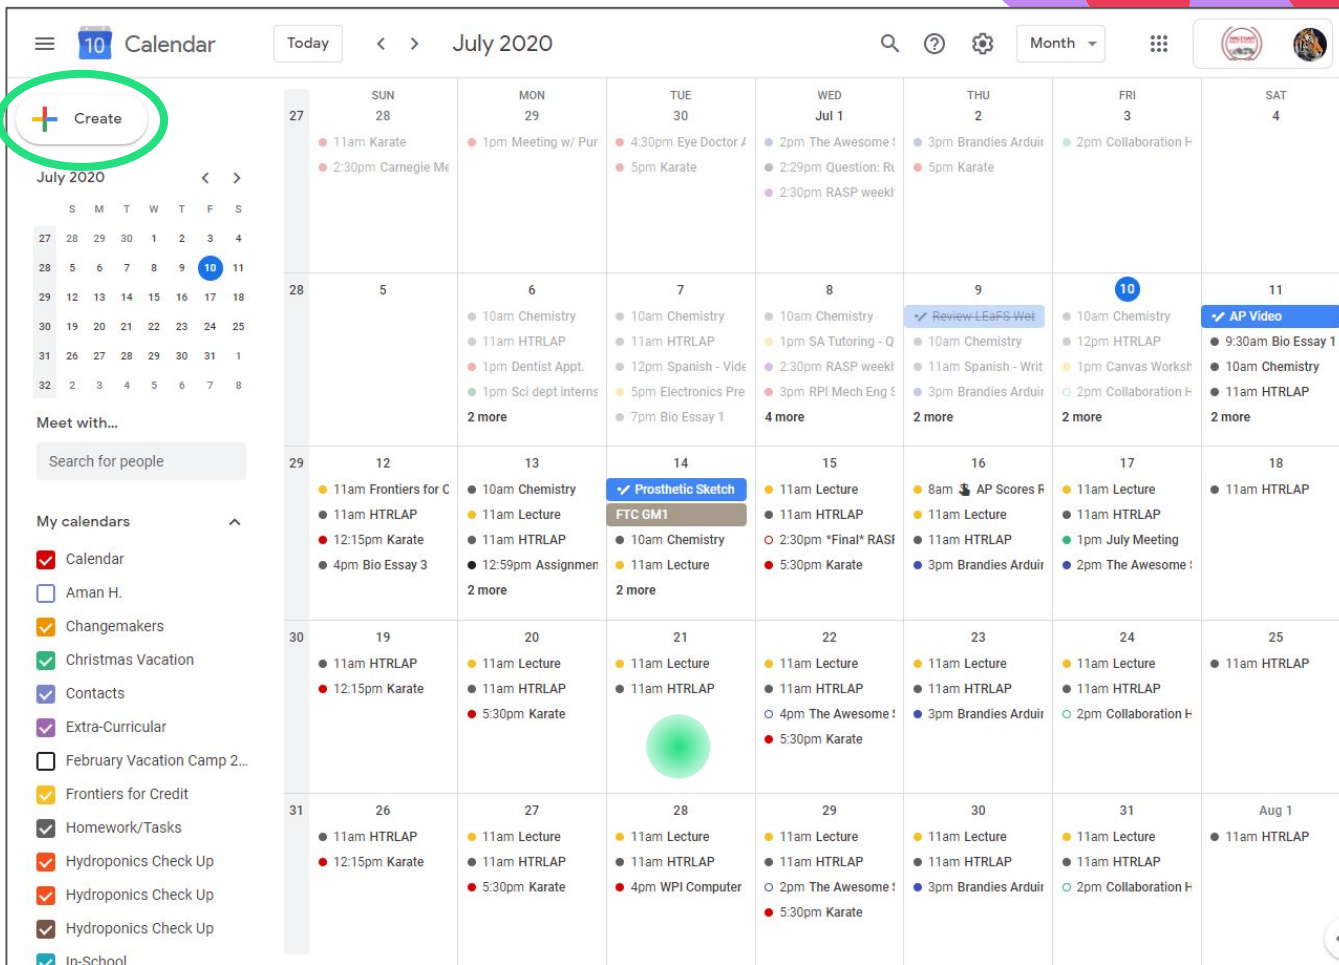 10 Calendar Today July 2020 Month
Create
July 2020
S M T W T F S
27 28 29 30 1 2 3 4
28 5 6 7 8 9 10 11
29 12 13 14 15 16 17 18
30 19 20 21 22 23 24 25
31 26 27 28 29 30 31 1
32 2 3 4 5 6 7 8
Meet with...
Search for people
My calendars
Calendar
Aman H.
Changemakers
Christmas Vacation
Contacts
Extra-Curricular
February Vacation Camp 2...
Frontiers for Credit
Homework/Tasks
Hydroponics Check Up
Hydroponics Check Up
Hydroponics Check Up
In-School
SUN MON TUE WED THU FRI SAT
27 28 29 30 Jul 1 2 3 4
11am Karate 1pm Meeting w/ Pur 4:30pm Eye Doctor 2pm The Awesome 3pm Brandies Arduir 2pm Collaboration H
2:30pm Carnegie Me 5pm Karate 2:29pm Question: Ru 5pm Karate
2:30pm RASP weekl
28 5 6 7 8 9 10 11
10am Chemistry 10am Chemistry 10am Chemistry Review LEaFS Wet 10am Chemistry AP Video
11am HTRLAP 11am HTRLAP 1pm SA Tutoring - Q 10am Chemistry 12pm HTRLAP 9:30am Bio Essay 1
1pm Dentist Appt. 12pm Spanish - Vide 2:30pm RASP weekl 11am Spanish - Writ 1pm Canvas Worksh 10am Chemistry
1pm Sci dept interns 5pm Electronics Pre 3pm RPI Mech Eng S 3pm Brandies Arduir 2pm Collaboration H 11am HTRLAP
2 more 7pm Bio Essay 1 4 more 2 more 2 more 2 more
29 12 13 14 15 16 17 18
11am Frontiers for C 10am Chemistry Prosthetic Sketch 11am Lecture 8am AP Scores R 11am Lecture 11am HTRLAP
11am HTRLAP 11am Lecture FTC GM1 11am HTRLAP 11am Lecture 11am HTRLAP
12:15pm Karate 11am HTRLAP 10am Chemistry 2:30pm *Final* RASP 11am HTRLAP 1pm July Meeting
4pm Bio Essay 3 12:59pm Assignmen 11am Lecture 5:30pm Karate 3pm Brandies Arduir 2pm The Awesome
2 more 2 more
30 19 20 21 22 23 24 25
11am HTRLAP 11am Lecture 11am Lecture 11am Lecture 11am Lecture 11am Lecture 11am HTRLAP
12:15pm Karate 11am HTRLAP 11am HTRLAP 11am HTRLAP 11am HTRLAP 11am HTRLAP
5:30pm Karate 4pm The Awesome 3pm Brandies Arduir 2pm Collaboration H
5:30pm Karate
31 26 27 28 29 30 31 Aug 1
11am HTRLAP 11am Lecture 11am Lecture 11am Lecture 11am Lecture 11am Lecture 11am HTRLAP
12:15pm Karate 11am HTRLAP 11am HTRLAP 11am HTRLAP 11am HTRLAP 11am HTRLAP
5:30pm Karate 4pm WPI Computer 2pm The Awesome 3pm Brandies Arduir 2pm Collaboration H
5:30pm Karate